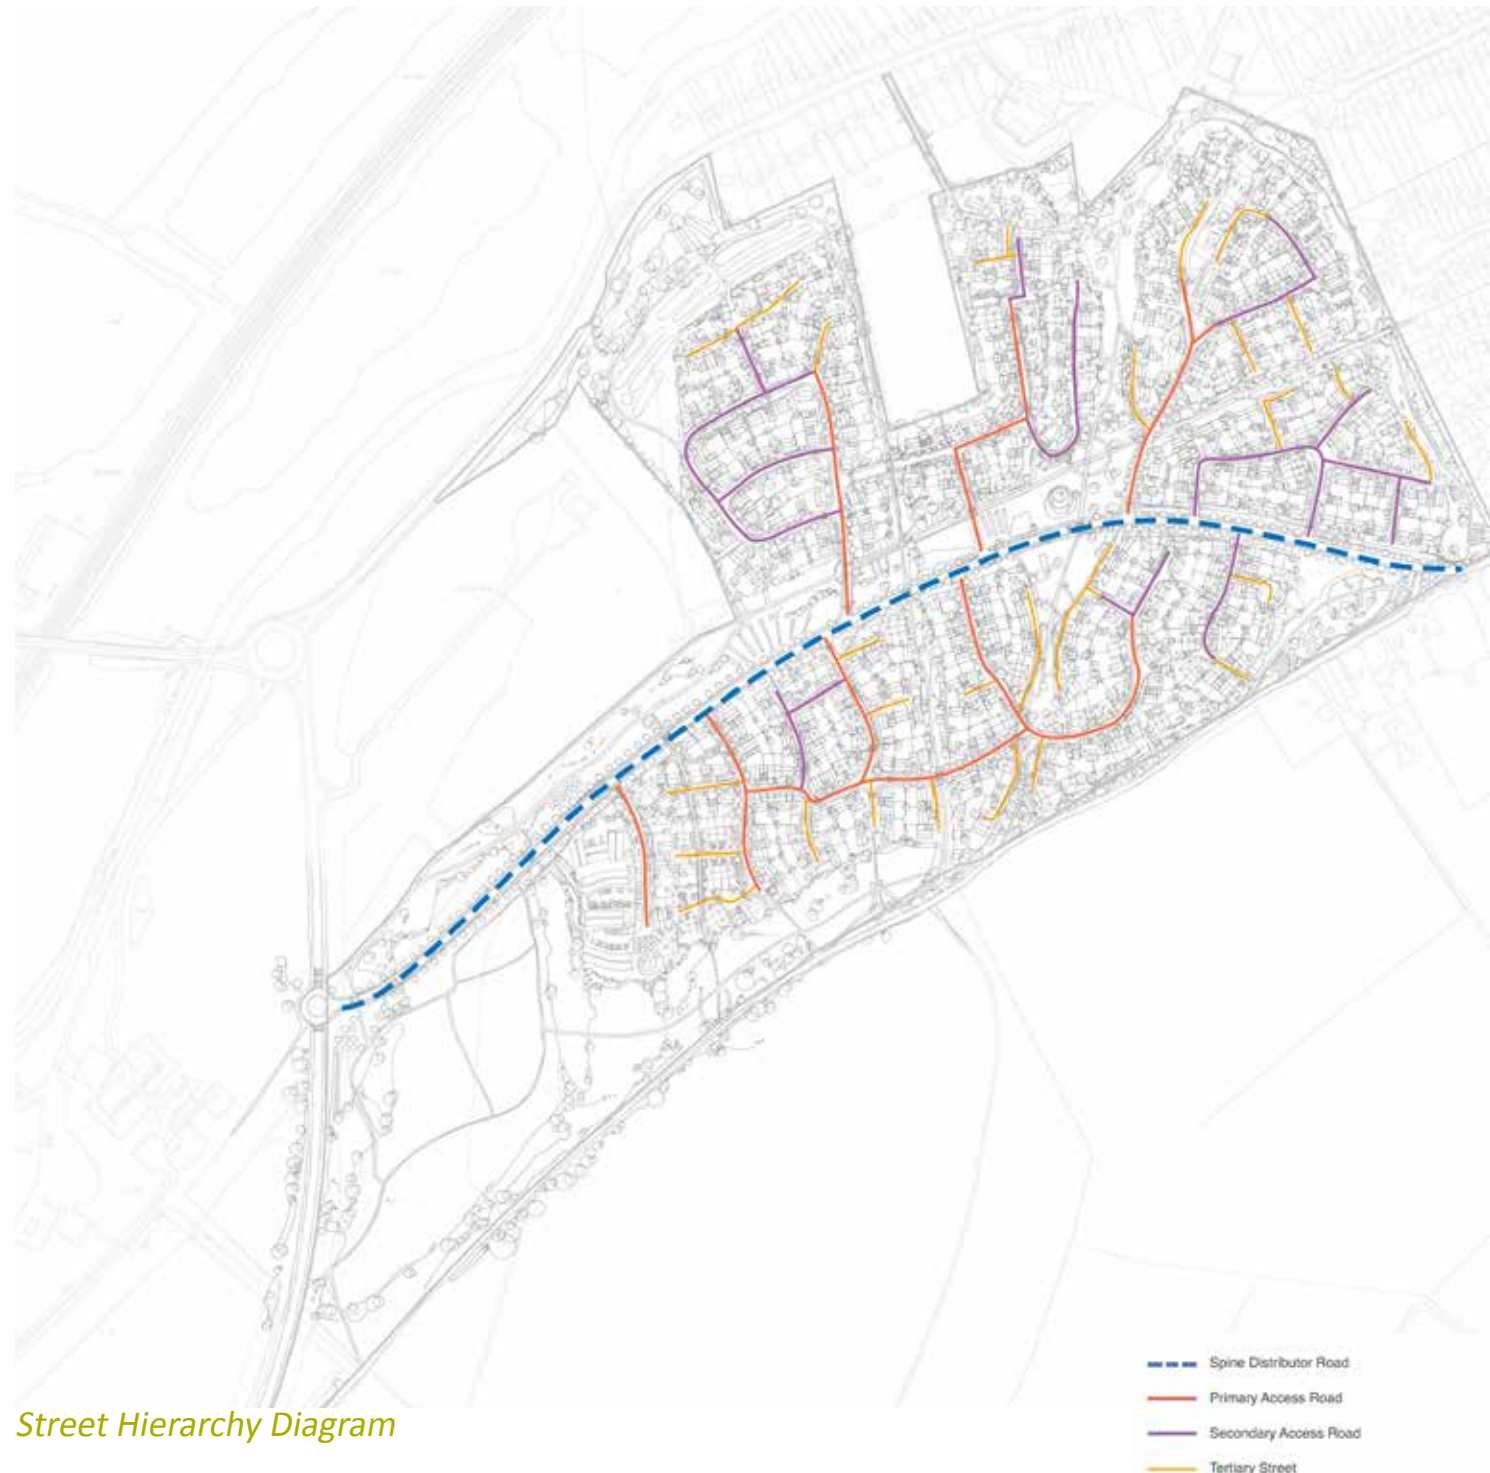 Spine Distributor Road
Primary Access Road
Secondary Access Road
Tertiary Street
Street Hierarchy Diagram